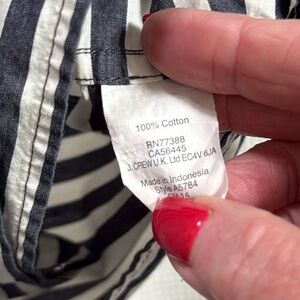 100% Cotton
RN77388
CA56445
J.CREW U.K. Ltd EC4V 6JA
Made in Indonesia
Style A5784